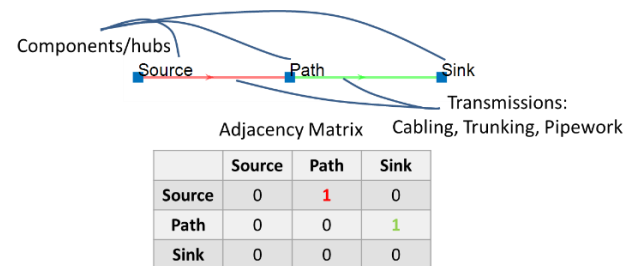 Components/hubs
Source Path Sink
Transmissions:
Adjacency Matrix Cabling, Trunking, Pipework
Source Path Sink
Source 0 1 0
Path 0 0 1
Sink 0 0 0